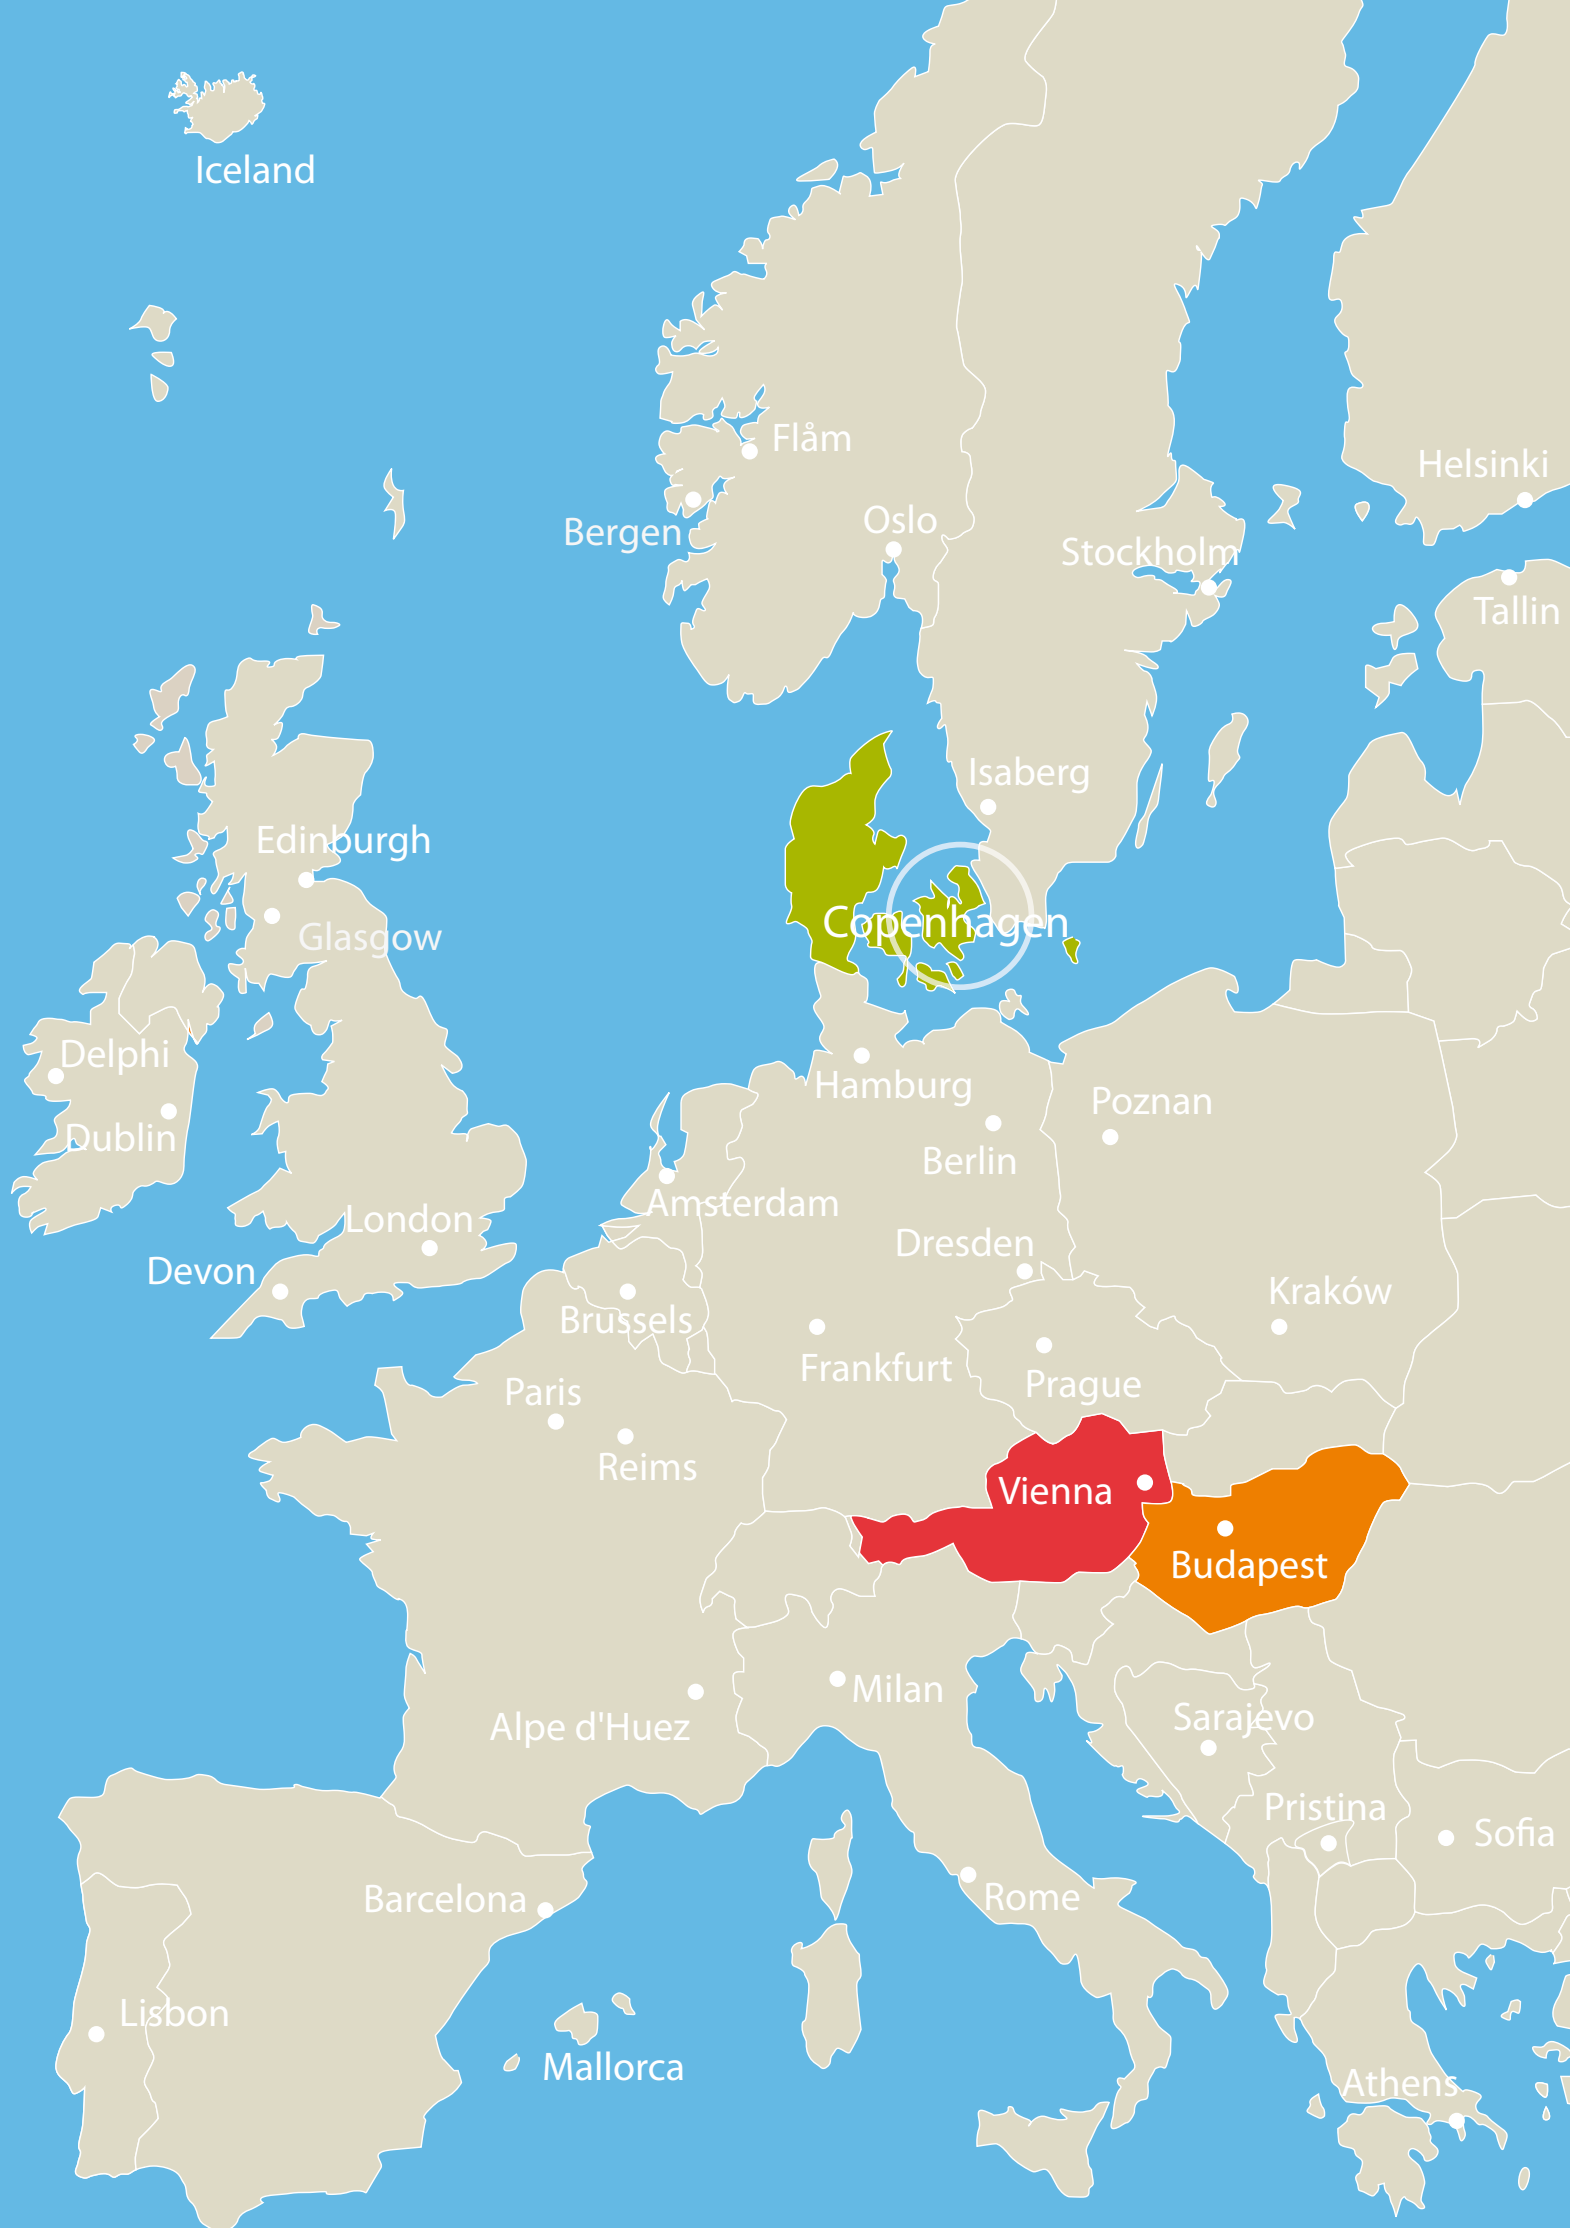 Iceland
Flåm
Helsinki
Bergen
Oslo
Stockholm
Tallin
Isaberg
Edinburgh
Copenhagen
Glasgow
Delphi
Hamburg
Poznan
Dublin
Berlin
Amsterdam
London
Dresden
Devon
Kraków
Brussels
Frankfurt
Prague
Paris
Reims
Vienna
Budapest
Milan
Sarajevo
Alpe d'Huez
Pristina
Sofia
Barcelona
Rome
Lisbon
Mallorca
Athens